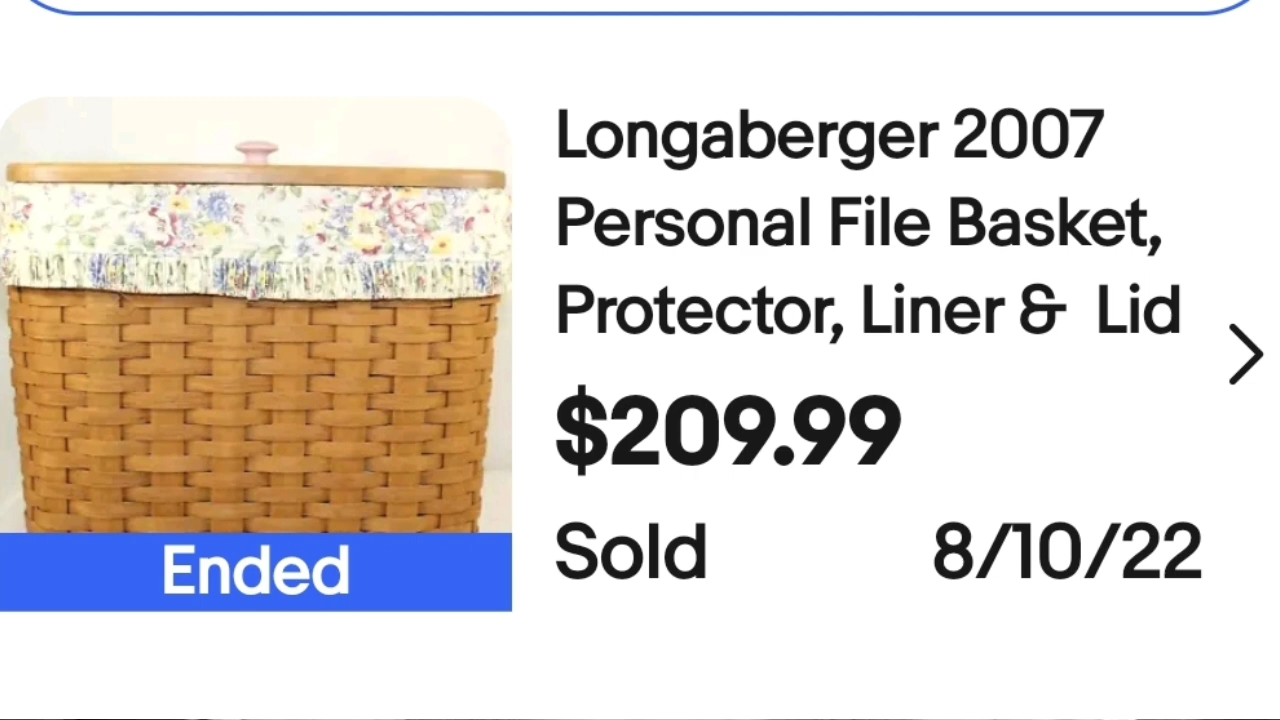 Longaberger 2007
Personal File Basket,
Protector, Liner &  Lid
$209.99
Sold 8/10/22
Ended